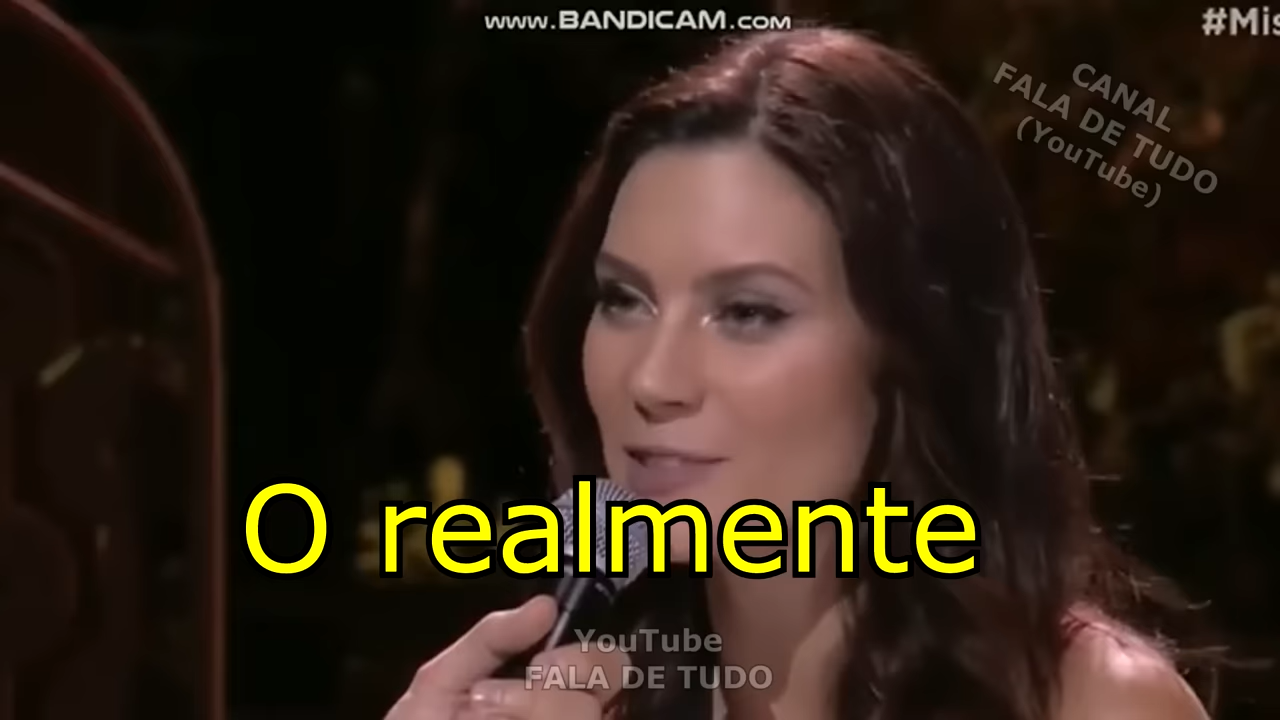 www.BANDICAM.com
#Mis
CANAL
FALA DE TUDO
(YouTube)
O realmente
YouTube
FALA DE TUDO